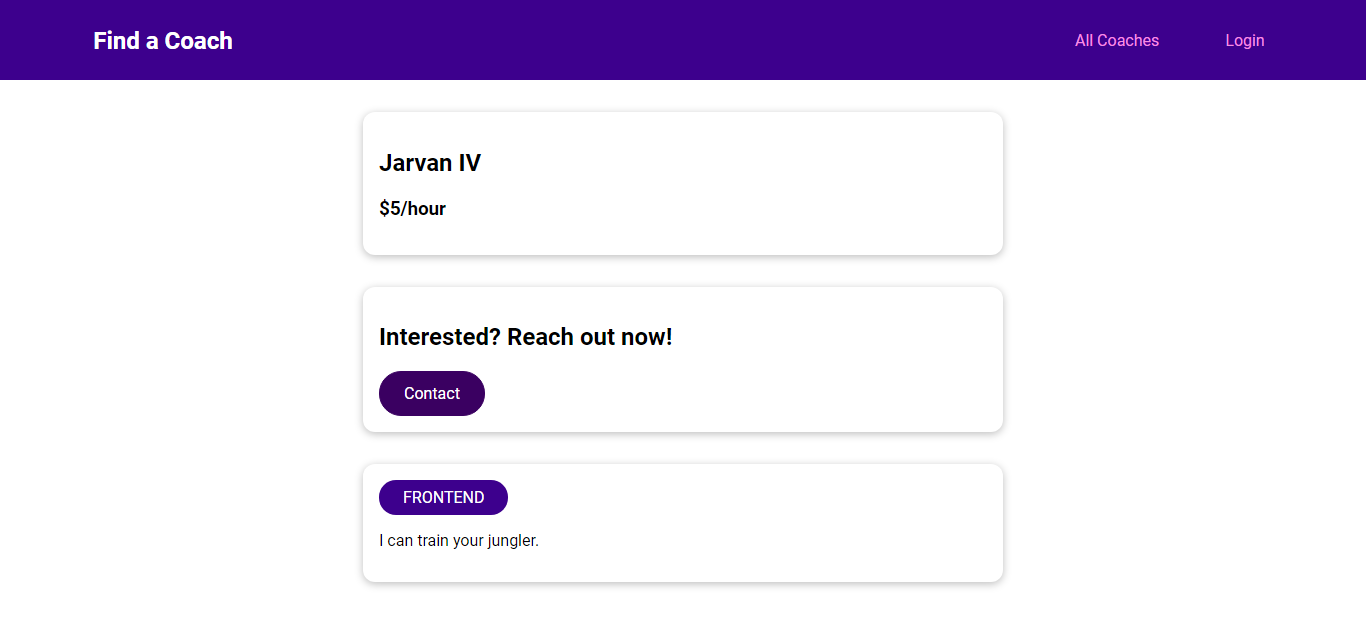 Find a Coach
All Coaches
Login
Jarvan IV
$5/hour
Interested? Reach out now!
Contact
FRONTEND
I can train your jungler.